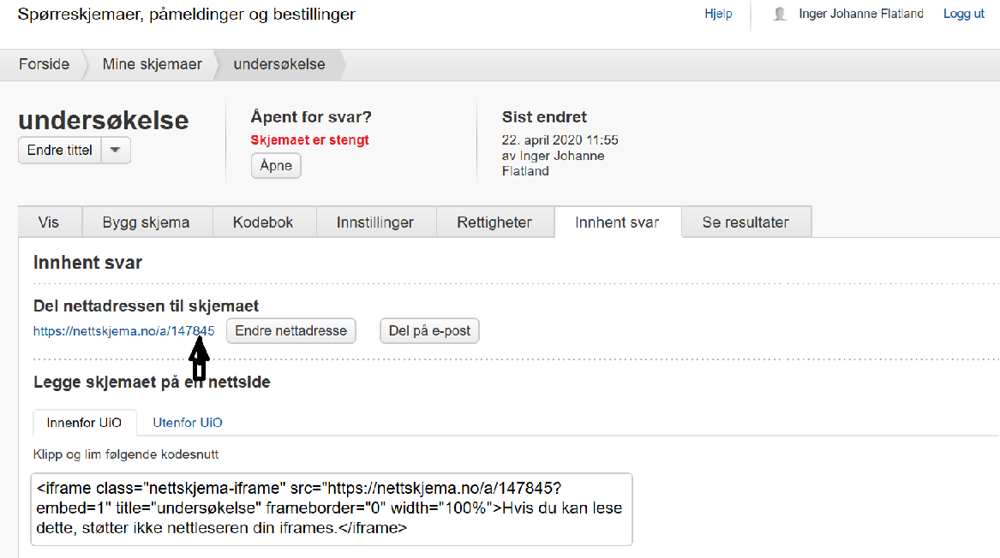 Spørreskjemaer, påmeldinger og bestillinger
Hjelp
Inger Johanne Flatland
Logg ut
Forside
Mine skjemaer
undersøkelse
undersøkelse
Endre tittel
Åpent for svar?
Skjemaet er stengt
Åpne
Sist endret
22. april 2020 11:55
av Inger Johanne
Flatland
Vis
Bygg skjema
Kodebok
Innstillinger
Rettigheter
Innhent svar
Se resultater
Innhent svar
Del nettadressen til skjemaet
https://nettskjema.no/a/147845
Endre nettadresse
Del på e-post
Legge skjemaet på en nettside
Innenfor UiO
Utenfor UiO
Klipp og lim følgende kodesnutt
<iframe class="nettskjema-iframe" src="https://nettskjema.no/a/147845?
embed=1" title="undersøkelse" frameborder="0" width="100%">Hvis du kan lese
dette, støtter ikke nettleseren din iframes.</iframe>